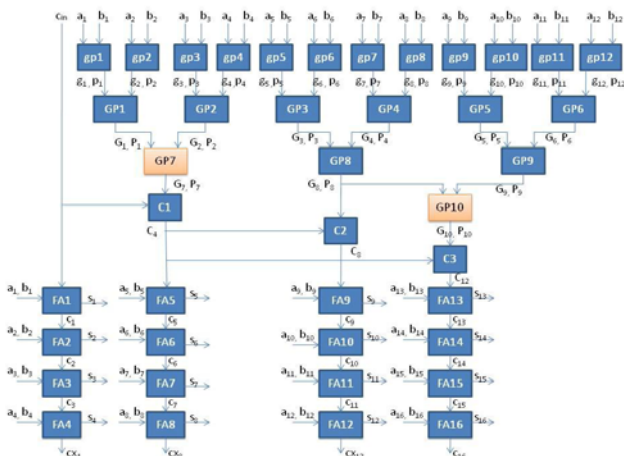 cin a₁ b₁ a₂ b₂ a₃ b₃ a₄ b₄ a₅ b₅ a₆ b₆ a₇ b₇ a₈ b₈ a₉ b₉ a₁₀ b₁₀ a₁₁ b₁₁ a₁₂ b₁₂
gp1 gp2 gp3 gp4 gp5 gp6 gp7 gp8 gp9 gp10 gp11 gp12
g₁, p₁ g₂, p₂ g₃, p₃ g₄, p₄ g₅, p₅ g₆, p₆ g₇, p₇ g₈, p₈ g₉, p₉ g₁₀, p₁₀ g₁₁, p₁₁ g₁₂, p₁₂
GP1 GP2 GP3 GP4 GP5 GP6
G₁, P₁ G₂, P₂ G₃, P₃ G₄, P₄ G₅, P₅ G₆, P₆
GP7 GP8 GP9
G₇, P₇ G₈, P₈ G₉, P₉
C1 GP10
C₄ C2 G₁₀, P₁₀
C₈ C3
C₁₂
a₁, b₁ FA1 s₁ a₅, b₅ FA5 s₅ a₉, b₉ FA9 s₉ a₁₃, b₁₃ FA13 s₁₃
c₁ c₅ c₉ c₁₃
a₂, b₂ FA2 s₂ a₆, b₆ FA6 s₆ a₁₀, b₁₀ FA10 s₁₀ a₁₄, b₁₄ FA14 s₁₄
c₂ c₆ c₁₀ c₁₄
a₃, b₃ FA3 s₃ a₇, b₇ FA7 s₇ a₁₁, b₁₁ FA11 s₁₁ a₁₅, b₁₅ FA15 s₁₅
c₃ c₇ c₁₁ c₁₅
a₄, b₄ FA4 s₄ a₈, b₈ FA8 s₈ a₁₂, b₁₂ FA12 s₁₂ a₁₆, b₁₆ FA16 s₁₆